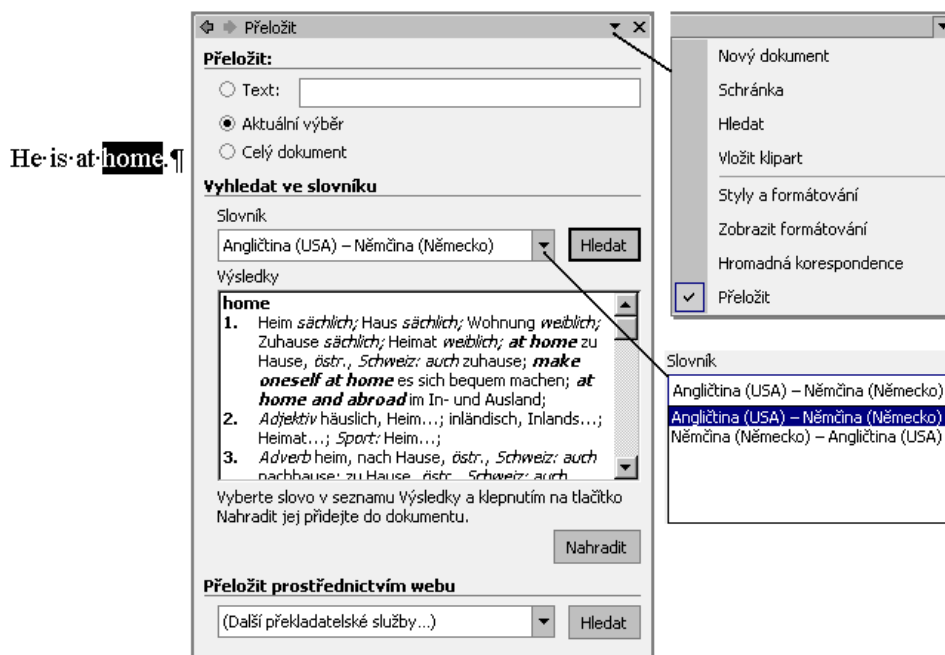 He·is·at·home.¶
Přeložit
Přeložit:
Text:
Aktuální výběr
Celý dokument
Vyhledat ve slovníku
Slovník
Angličtina (USA) – Němčina (Německo)
Hledat
Výsledky
home
1. Heim sächlich; Haus sächlich; Wohnung weiblich;
Zuhause sächlich; Heimat weiblich; at home zu
Hause, östr., Schweiz: auch zuhause; make
oneself at home es sich bequem machen; at
home and abroad im In- und Ausland;
2. Adjektiv häuslich, Heim...; inländisch, Inlands...;
Heimat...; Sport: Heim...;
3. Adverb heim, nach Hause, östr., Schweiz: auch
nachhause; zu Hause, östr., Schweiz: auch
Vyberte slovo v seznamu Výsledky a klepnutím na tlačítko
Nahradit jej přidejte do dokumentu.
Nahradit
Přeložit prostřednictvím webu
(Další překladatelské služby...)
Hledat
Nový dokument
Schránka
Hledat
Vložit klipart
Styly a formátování
Zobrazit formátování
Hromadná korespondence
Přeložit
Slovník
Angličtina (USA) – Němčina (Německo)
Angličtina (USA) – Němčina (Německo)
Němčina (Německo) – Angličtina (USA)